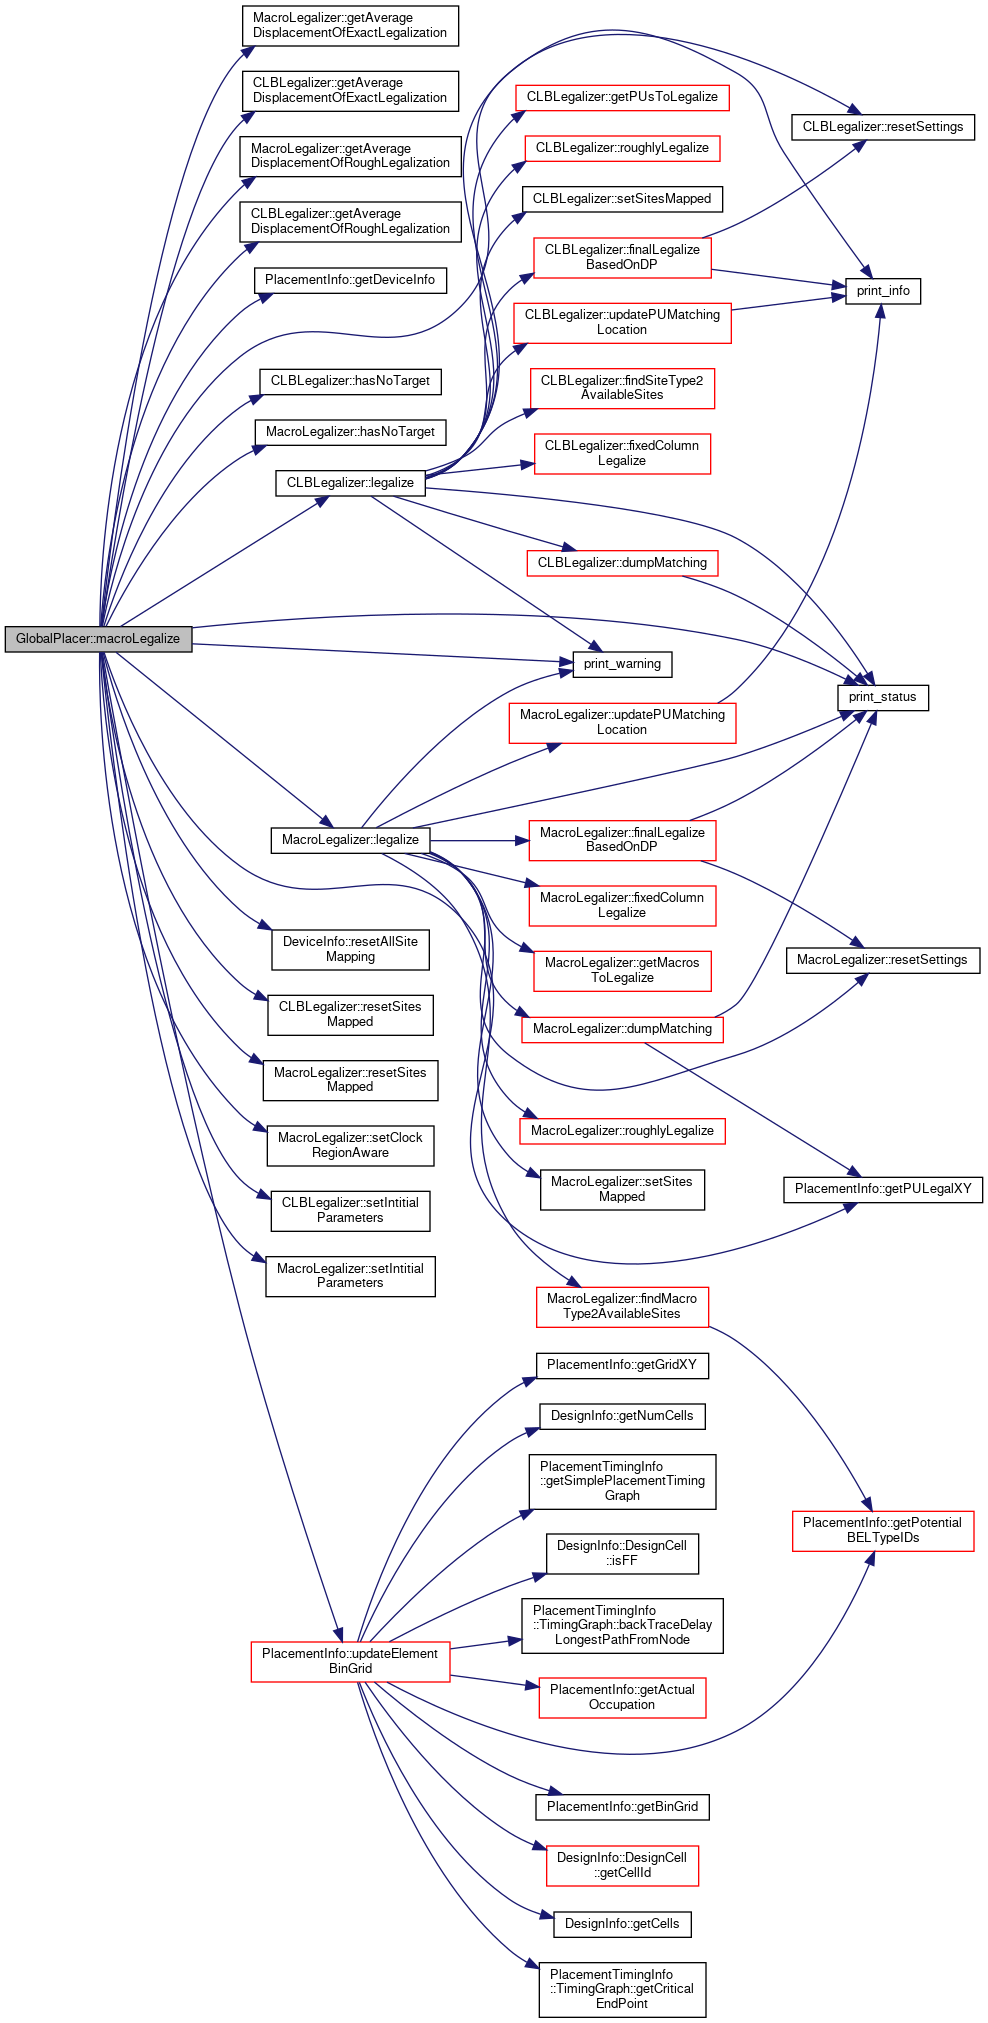 MacroLegalizer::getAverage
DisplacementOfExactLegalization
CLBLegalizer::getAverage
DisplacementOfExactLegalization
MacroLegalizer::getAverage
DisplacementOfRoughLegalization
CLBLegalizer::getAverage
DisplacementOfRoughLegalization
PlacementInfo::getDeviceInfo
CLBLegalizer::hasNoTarget
MacroLegalizer::hasNoTarget
CLBLegalizer::legalize
GlobalPlacer::macroLegalize
MacroLegalizer::legalize
DeviceInfo::resetAllSite
Mapping
CLBLegalizer::resetSites
Mapped
MacroLegalizer::resetSites
Mapped
MacroLegalizer::setClock
RegionAware
CLBLegalizer::setIntitial
Parameters
MacroLegalizer::setIntitial
Parameters
PlacementInfo::updateElement
BinGrid
CLBLegalizer::getPUsToLegalize
CLBLegalizer::roughlyLegalize
CLBLegalizer::setSitesMapped
CLBLegalizer::finalLegalize
BasedOnDP
CLBLegalizer::updatePUMatching
Location
CLBLegalizer::findSiteType2
AvailableSites
CLBLegalizer::fixedColumn
Legalize
CLBLegalizer::dumpMatching
print_warning
MacroLegalizer::updatePUMatching
Location
MacroLegalizer::finalLegalize
BasedOnDP
MacroLegalizer::fixedColumn
Legalize
MacroLegalizer::getMacros
ToLegalize
MacroLegalizer::dumpMatching
MacroLegalizer::roughlyLegalize
MacroLegalizer::setSites
Mapped
MacroLegalizer::findMacro
Type2AvailableSites
PlacementInfo::getGridXY
DesignInfo::getNumCells
PlacementTimingInfo
::getSimplePlacementTiming
Graph
DesignInfo::DesignCell
::isFF
PlacementTimingInfo
::TimingGraph::backTraceDelay
LongestPathFromNode
PlacementInfo::getActual
Occupation
PlacementInfo::getBinGrid
DesignInfo::DesignCell
::getCellId
DesignInfo::getCells
PlacementTimingInfo
::TimingGraph::getCritical
EndPoint
CLBLegalizer::resetSettings
print_info
print_status
MacroLegalizer::resetSettings
PlacementInfo::getPULegalXY
PlacementInfo::getPotential
BELTypeIDs